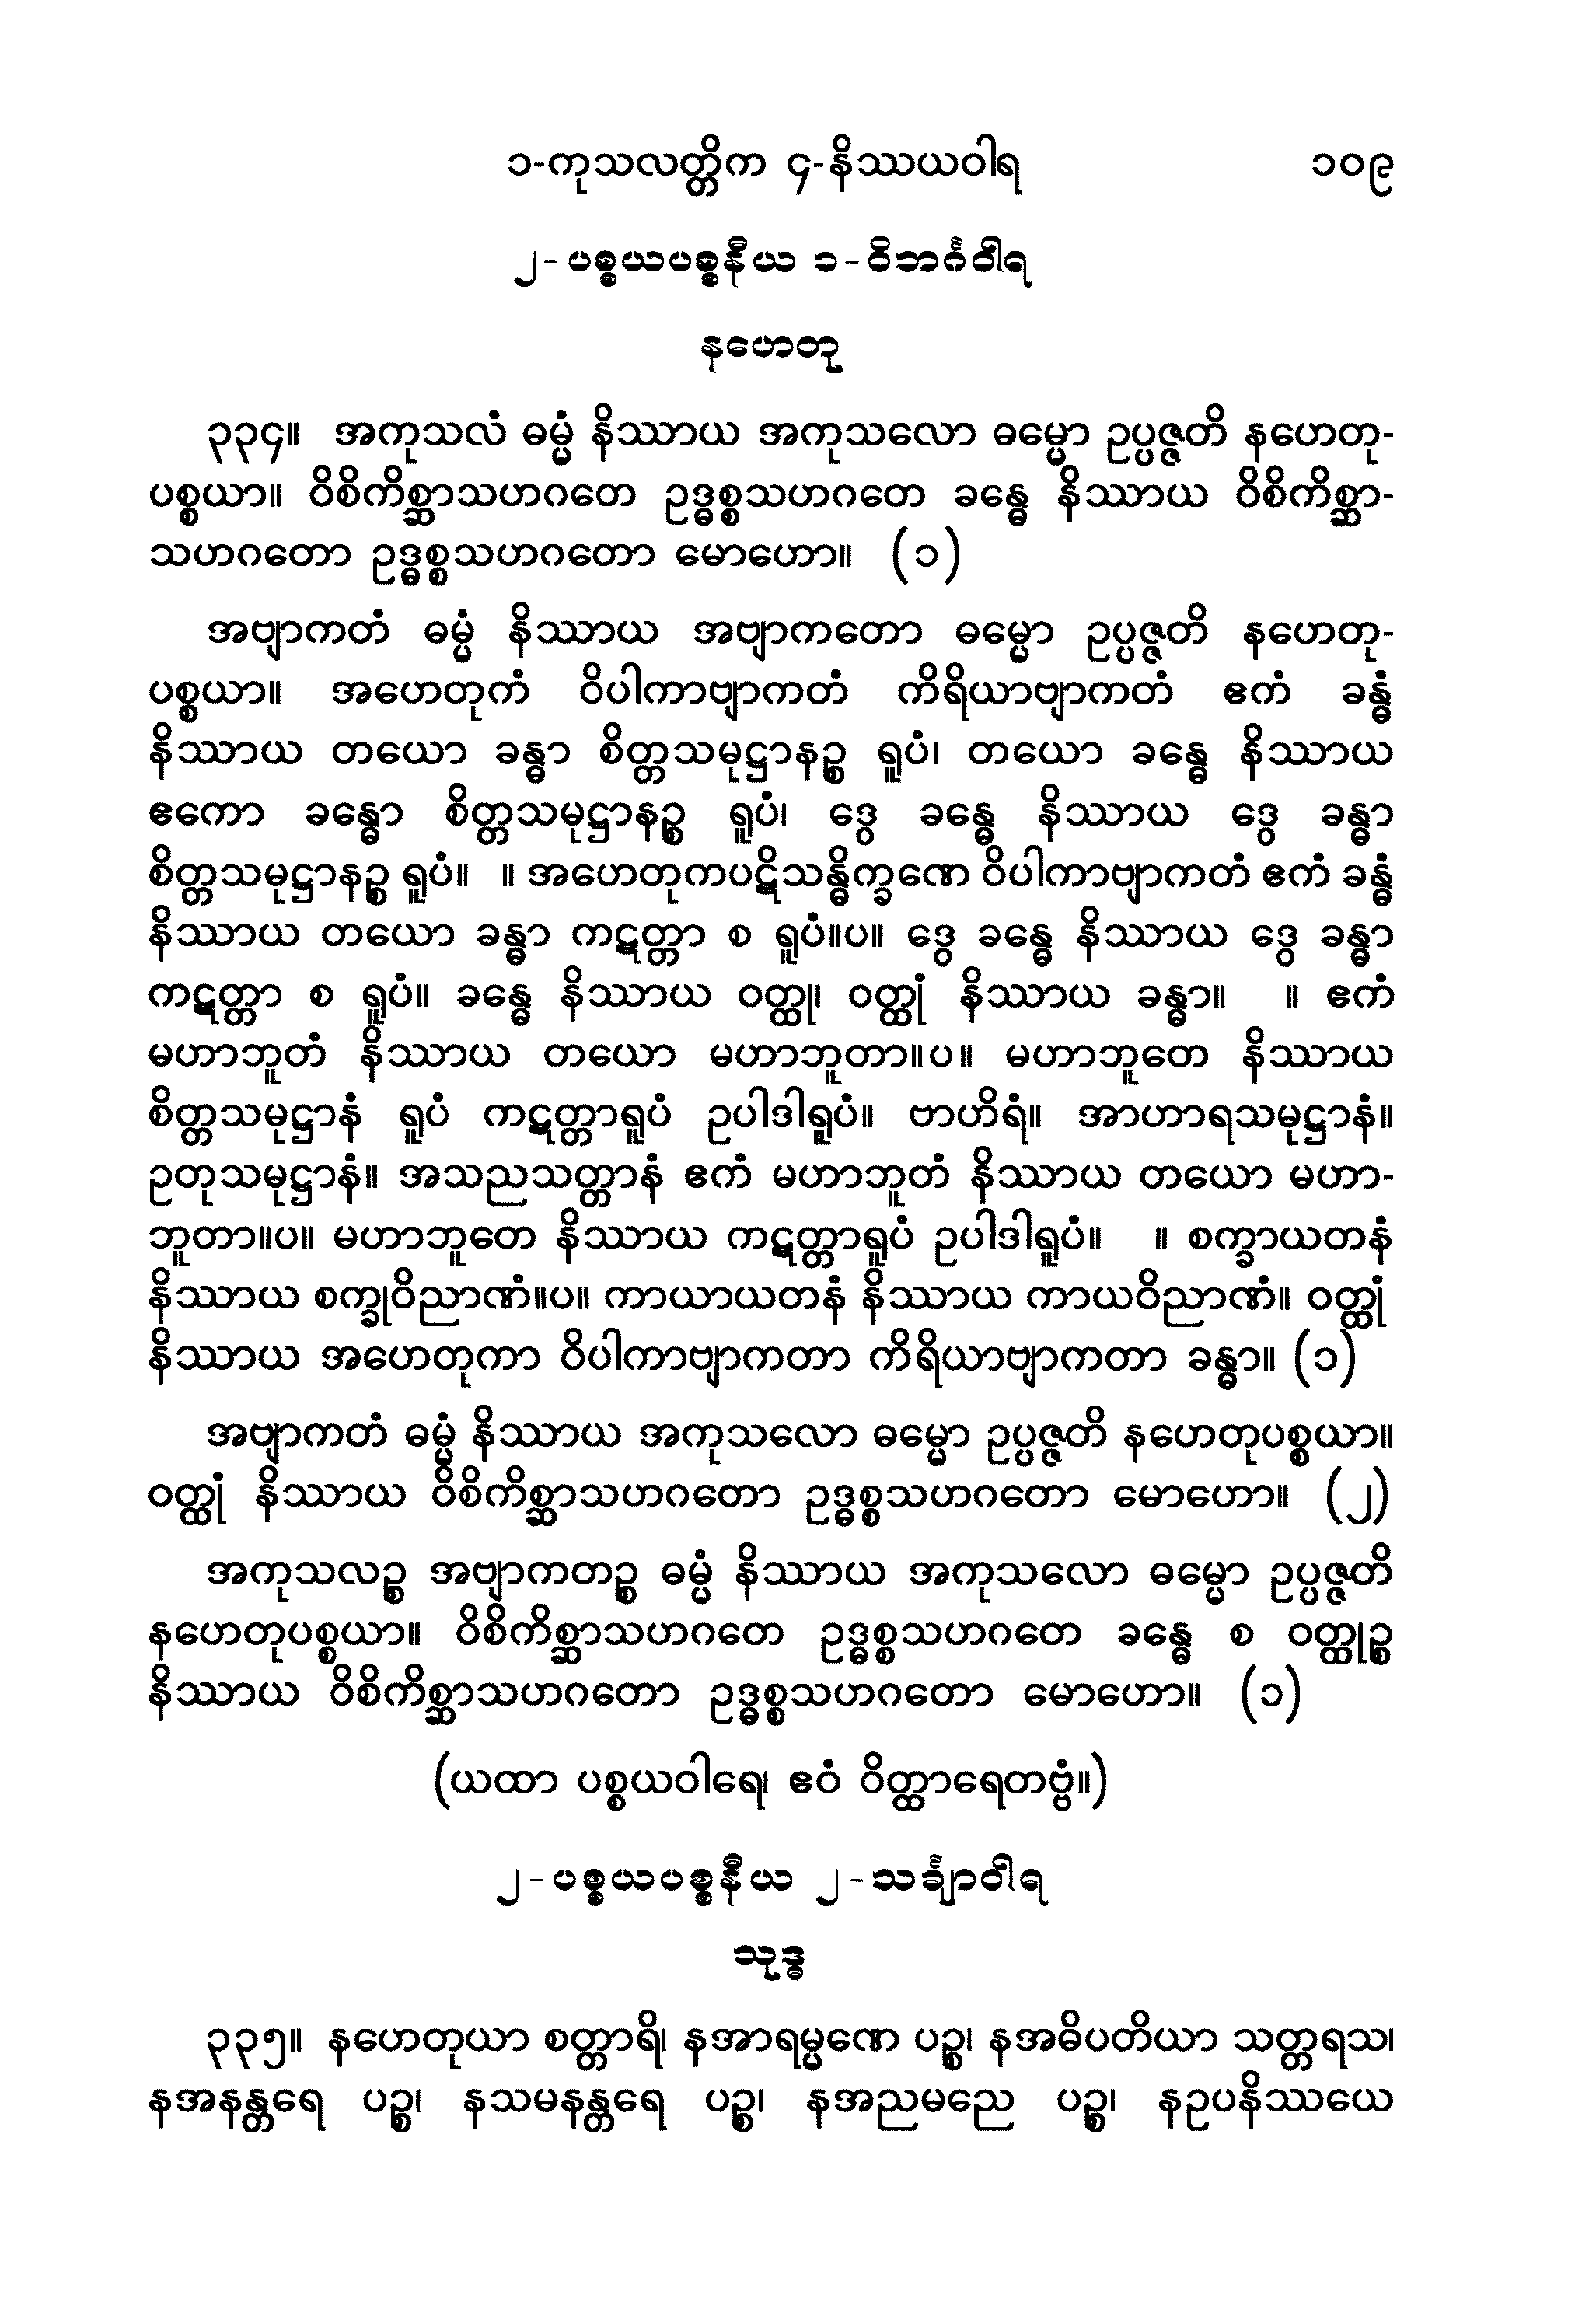 ၁-ကုသလတ္တိက ၄-နိဿယဝါရ ၁၀၉
၂-ပစ္စယပစ္စနီယ ၁-ဝိဘင်္ဂဝါရ
နဟေတု
၃၃၄။ အကုသလံ ဓမ္မံ နိဿာယ အကုသလော ဓမ္မော ဥပ္ပဇ္ဇတိ နဟေတု-
ပစ္စယာ။ ဝိစိကိစ္ဆာသဟဂတေ ဥဒ္ဓစ္စသဟဂတေ ခန္ဓေ နိဿာယ ဝိစိကိစ္ဆာ-
သဟဂတော ဥဒ္ဓစ္စသဟဂတော မောဟော။ (၁)
အဗျာကတံ ဓမ္မံ နိဿာယ အဗျာကတော ဓမ္မော ဥပ္ပဇ္ဇတိ နဟေတု-
ပစ္စယာ။ အဟေတုကံ ဝိပါကာဗျာကတံ ကိရိယာဗျာကတံ ဧကံ ခန္ဓံ
နိဿာယ တယော ခန္ဓာ စိတ္တသမုဋ္ဌာနဉ္စ ရူပံ၊ တယော ခန္ဓေ နိဿာယ
ဧကော ခန္ဓော စိတ္တသမုဋ္ဌာနဉ္စ ရူပံ၊ ဒွေ ခန္ဓေ နိဿာယ ဒွေ ခန္ဓာ
စိတ္တသမုဋ္ဌာနဉ္စ ရူပံ။ ။ အဟေတုကပဋိသန္ဓိက္ခဏေ ဝိပါကာဗျာကတံ ဧကံ ခန္ဓံ
နိဿာယ တယော ခန္ဓာ ကဋတ္တာ စ ရူပံ။ပ။ ဒွေ ခန္ဓေ နိဿာယ ဒွေ ခန္ဓာ
ကဋတ္တာ စ ရူပံ။ ခန္ဓေ နိဿာယ ဝတ္ထု၊ ဝတ္ထုံ နိဿာယ ခန္ဓာ။ ။ ဧကံ
မဟာဘူတံ နိဿာယ တယော မဟာဘူတာ။ပ။ မဟာဘူတေ နိဿာယ
စိတ္တသမုဋ္ဌာနံ ရူပံ ကဋတ္တာရူပံ ဥပါဒါရူပံ။ ဗာဟိရံ။ အာဟာရသမုဋ္ဌာနံ။
ဥတုသမုဋ္ဌာနံ။ အသညသတ္တာနံ ဧကံ မဟာဘူတံ နိဿာယ တယော မဟာ-
ဘူတာ။ပ။ မဟာဘူတေ နိဿာယ ကဋတ္တာရူပံ ဥပါဒါရူပံ။ ။ စက္ခာယတနံ
နိဿာယ စက္ခုဝိညာဏံ။ပ။ ကာယာယတနံ နိဿာယ ကာယဝိညာဏံ။ ဝတ္ထုံ
နိဿာယ အဟေတုကာ ဝိပါကာဗျာကတာ ကိရိယာဗျာကတာ ခန္ဓာ။ (၁)
အဗျာကတံ ဓမ္မံ နိဿာယ အကုသလော ဓမ္မော ဥပ္ပဇ္ဇတိ နဟေတုပစ္စယာ။
ဝတ္ထုံ နိဿာယ ဝိစိကိစ္ဆာသဟဂတော ဥဒ္ဓစ္စသဟဂတော မောဟော။ (၂)
အကုသလဉ္စ အဗျာကတဉ္စ ဓမ္မံ နိဿာယ အကုသလော ဓမ္မော ဥပ္ပဇ္ဇတိ
နဟေတုပစ္စယာ။ ဝိစိကိစ္ဆာသဟဂတေ ဥဒ္ဓစ္စသဟဂတေ ခန္ဓေ စ ဝတ္ထုဉ္စ
နိဿာယ ဝိစိကိစ္ဆာသဟဂတော ဥဒ္ဓစ္စသဟဂတော မောဟော။ (၁)
(ယထာ ပစ္စယဝါရေ၊ ဧဝံ ဝိတ္ထာရေတဗ္ဗံ။)
၂-ပစ္စယပစ္စနီယ ၂-သင်္ချာဝါရ
သုဒ္ဓ
၃၃၅။ နဟေတုယာ စတ္တာရိ၊ နအာရမ္မဏေ ပဉ္စ၊ နအဓိပတိယာ သတ္တရသ၊
နအနန္တရေ ပဉ္စ၊ နသမနန္တရေ ပဉ္စ၊ နအညမညေ ပဉ္စ၊ နဥပနိဿယေ